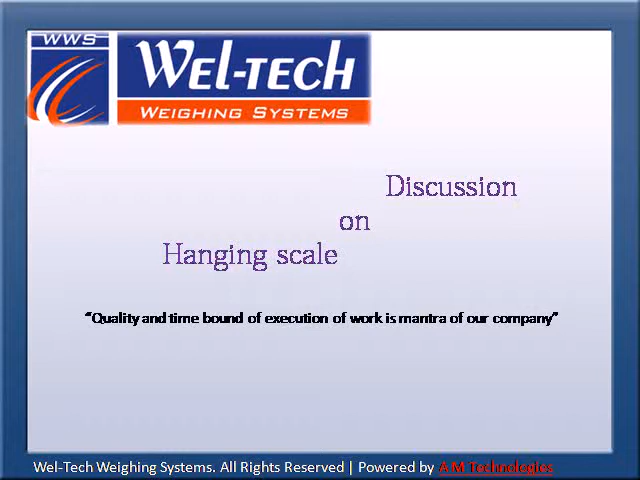 WWS
WEL-TECH
WEIGHING SYSTEMS
Discussion
on
Hanging scale
“Quality and time bound of execution of work is mantra of our company”
Wel-Tech Weighing Systems. All Rights Reserved | Powered by A M Technologies